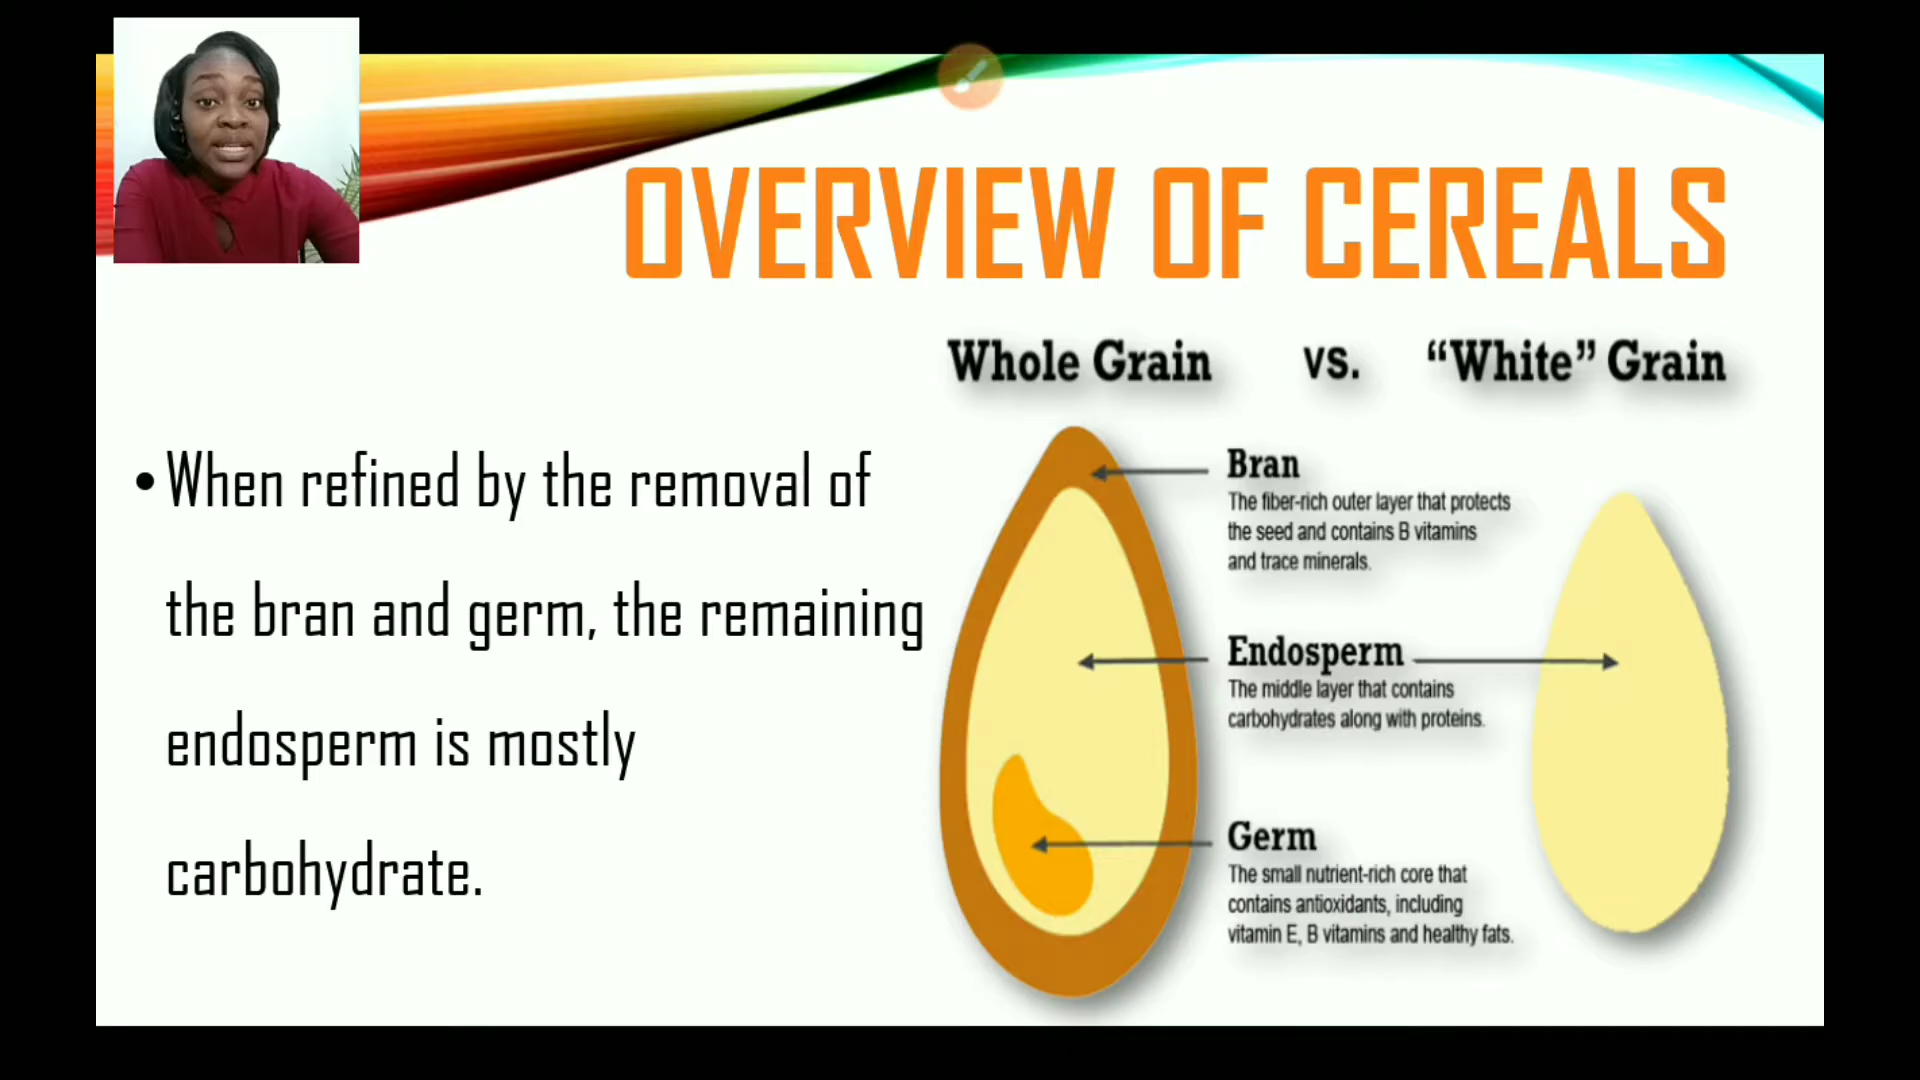 OVERVIEW OF CEREALS
Whole Grain vs. “White” Grain
• When refined by the removal of
the bran and germ, the remaining
endosperm is mostly
carbohydrate.
Bran
The fiber-rich outer layer that protects
the seed and contains B vitamins
and trace minerals.
Endosperm
The middle layer that contains
carbohydrates along with proteins.
Germ
The small nutrient-rich core that
contains antioxidants, including
vitamin E, B vitamins and healthy fats.